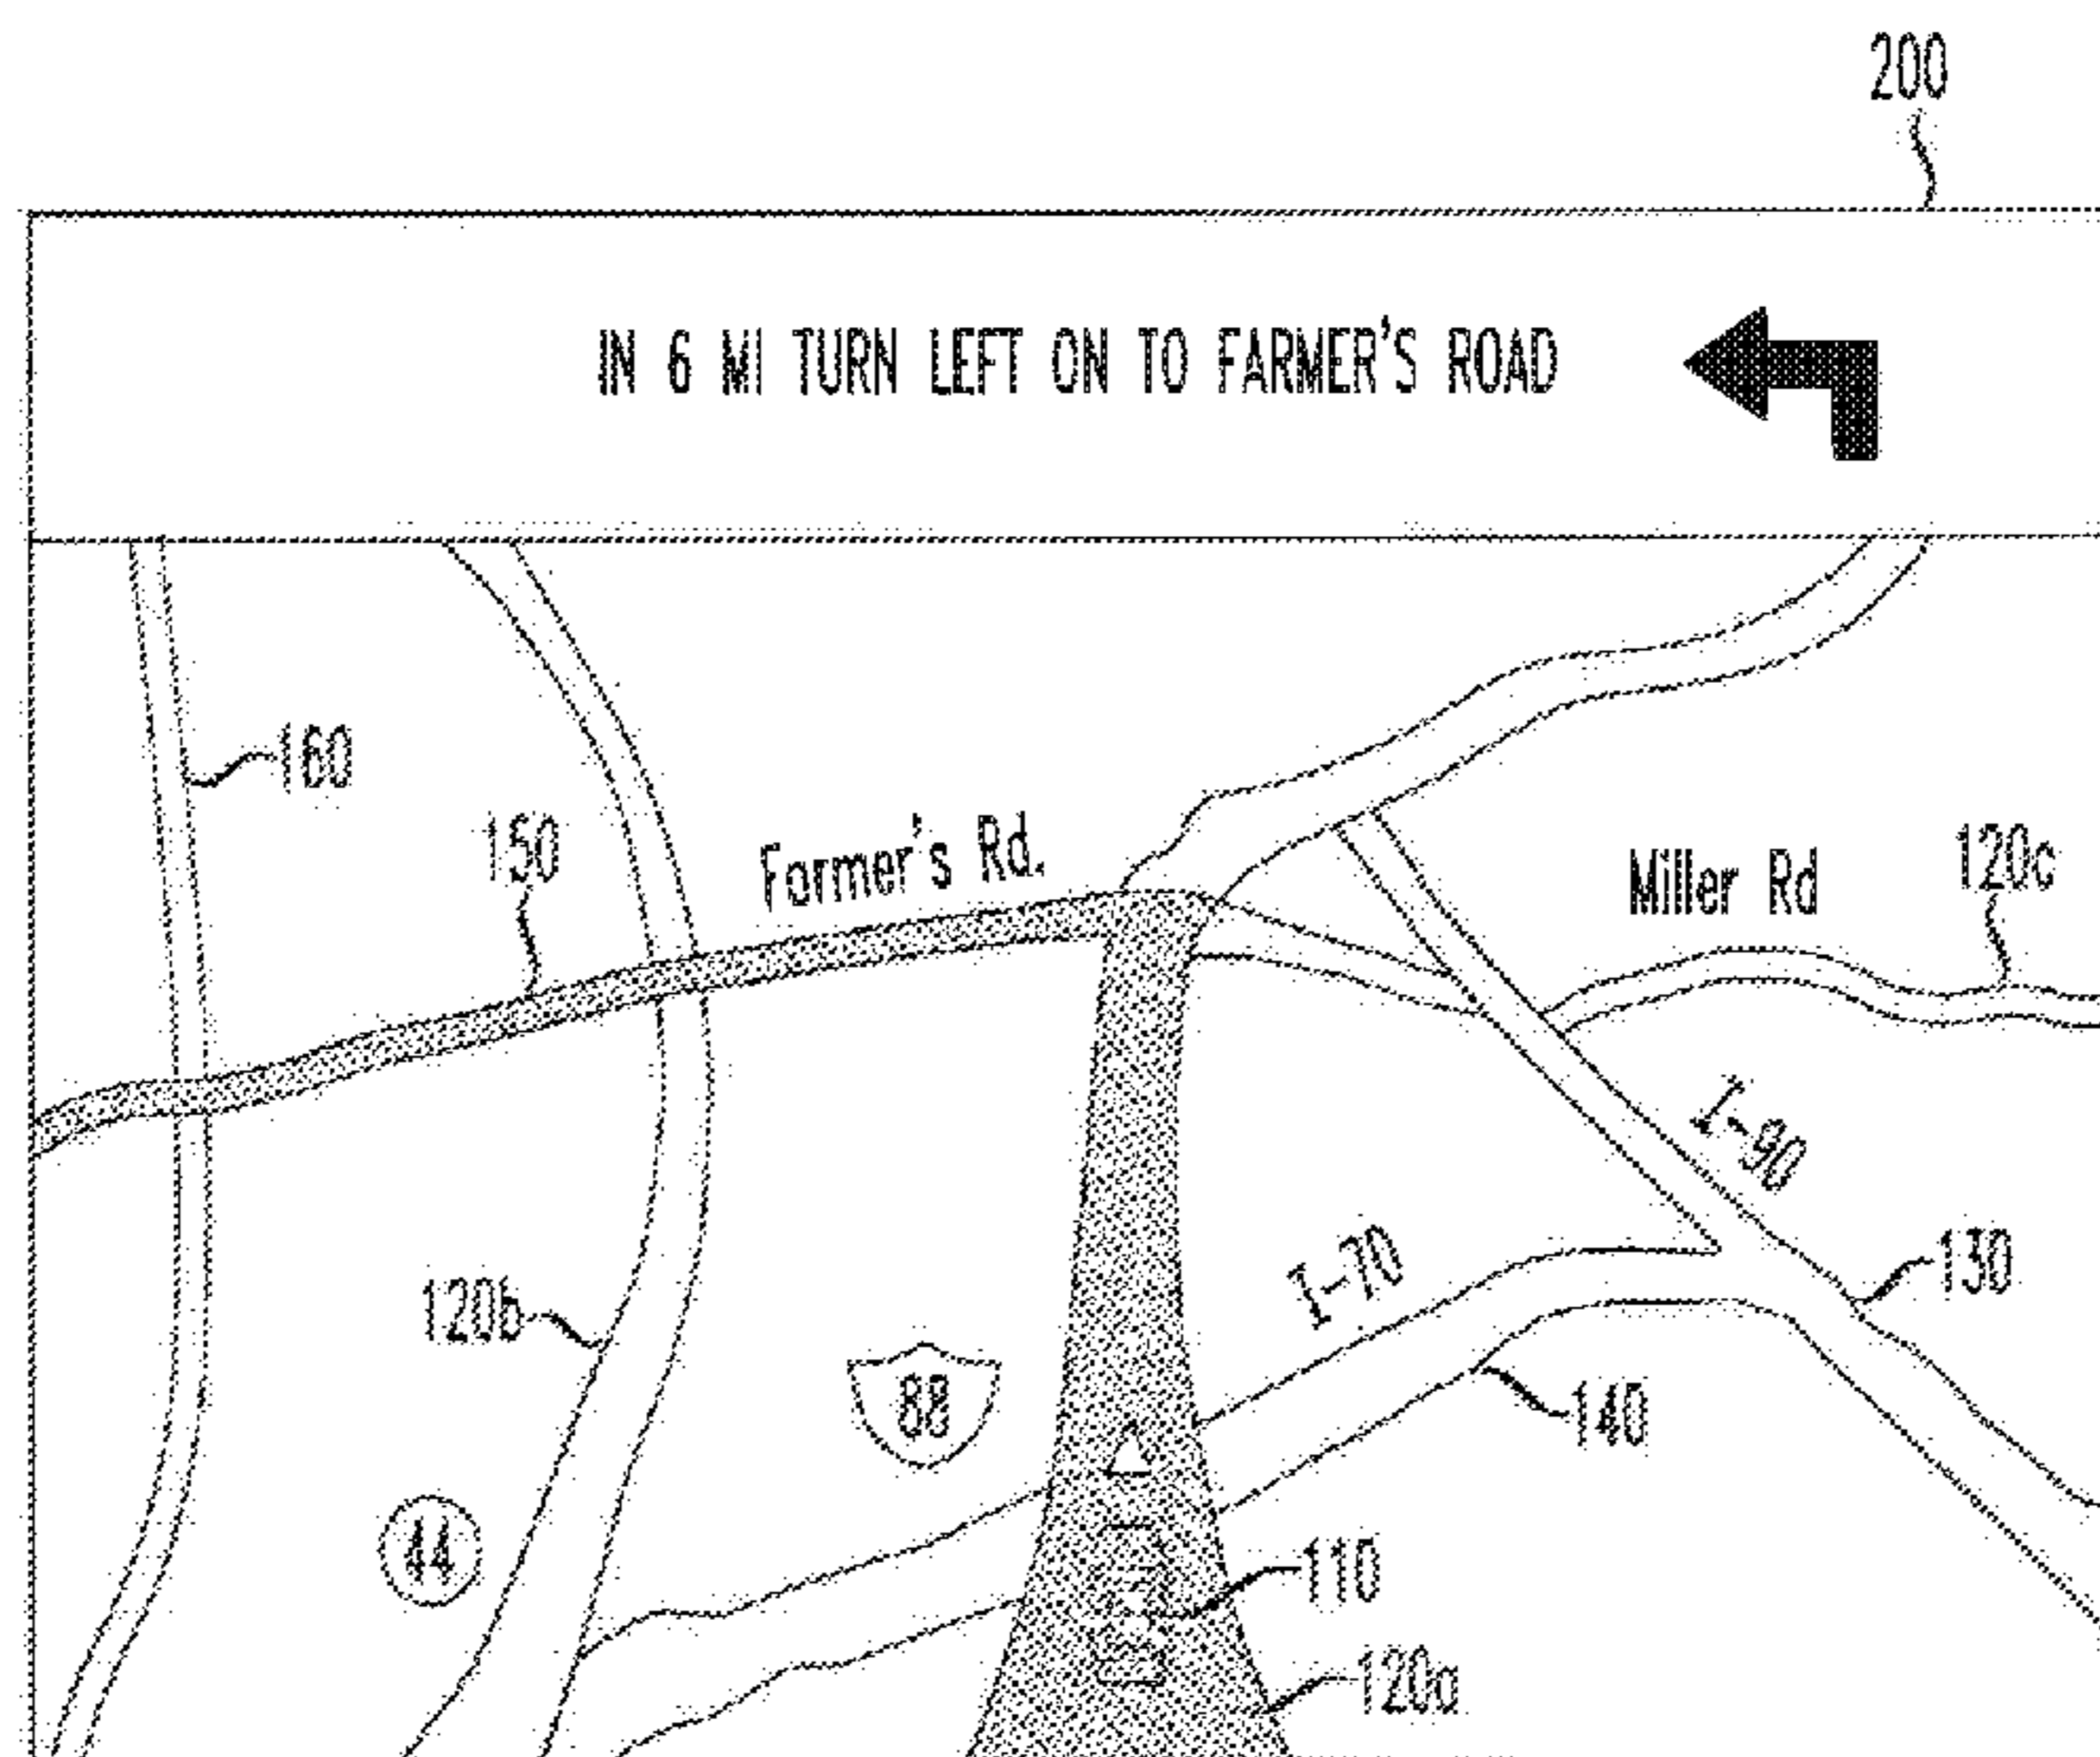 200
IN 6 MI TURN LEFT ON TO FARMER'S ROAD
160
150
Farmer's Rd.
Miller Rd
120c
I-90
I-70
130
120b
88
140
44
110
120a